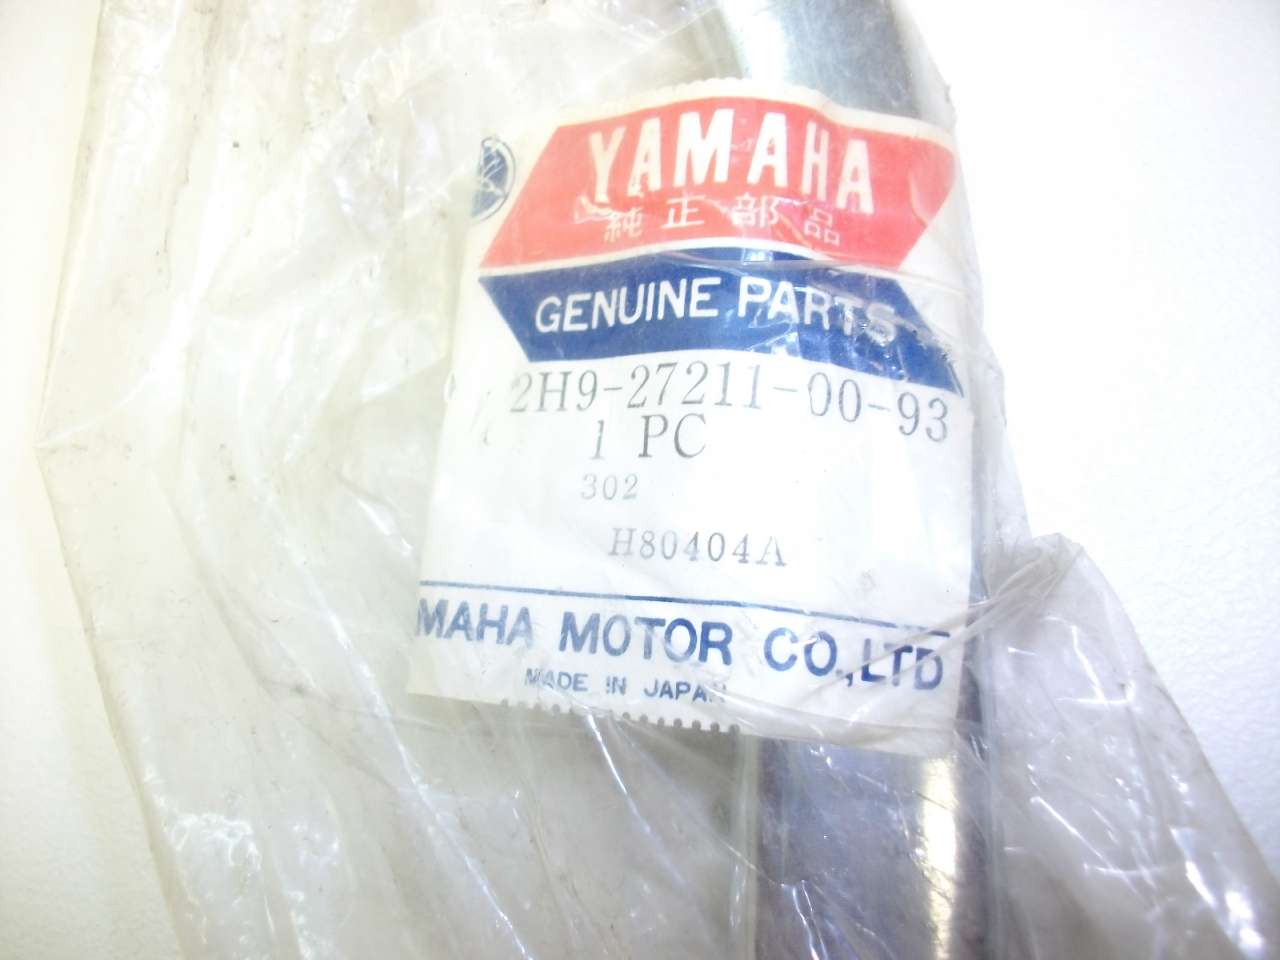 YAMAHA
純正部品
GENUINE PARTS
2H9-27211-00-93
1 PC
302
H80404A
AMAHA MOTOR CO.,LTD
MADE IN JAPAN